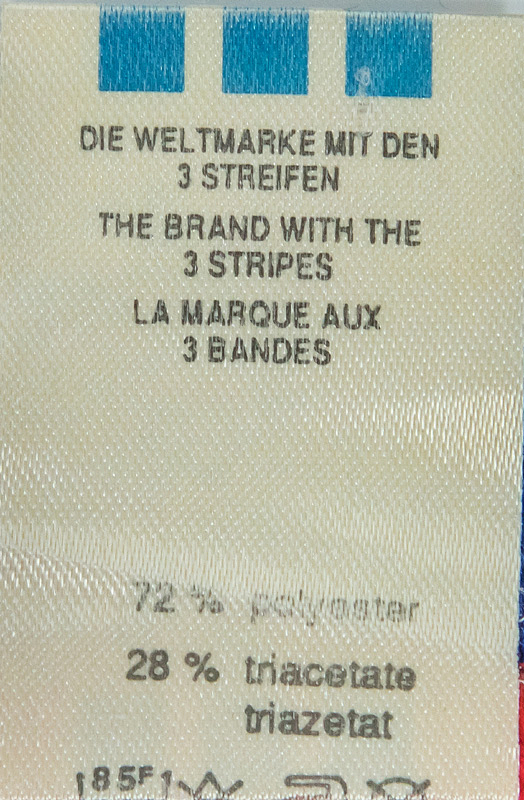 DIE WELTMARKE MIT DEN
3 STREIFEN
THE BRAND WITH THE
3 STRIPES
LA MARQUE AUX
3 BANDES
72 % polyester
28 % triacetate
triazetat
85F